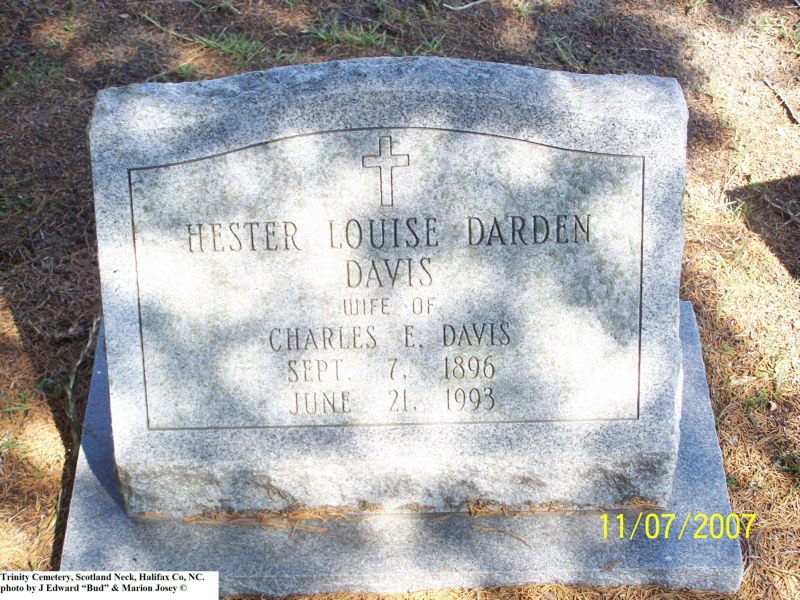 HESTER LOUISE DARDEN
DAVIS
WIFE OF
CHARLES E. DAVIS
SEPT. 7, 1896
JUNE 21, 1993
11/07/2007
Trinity Cemetery, Scotland Neck, Halifax Co, NC.
photo by J Edward “Bud” & Marion Josey ©